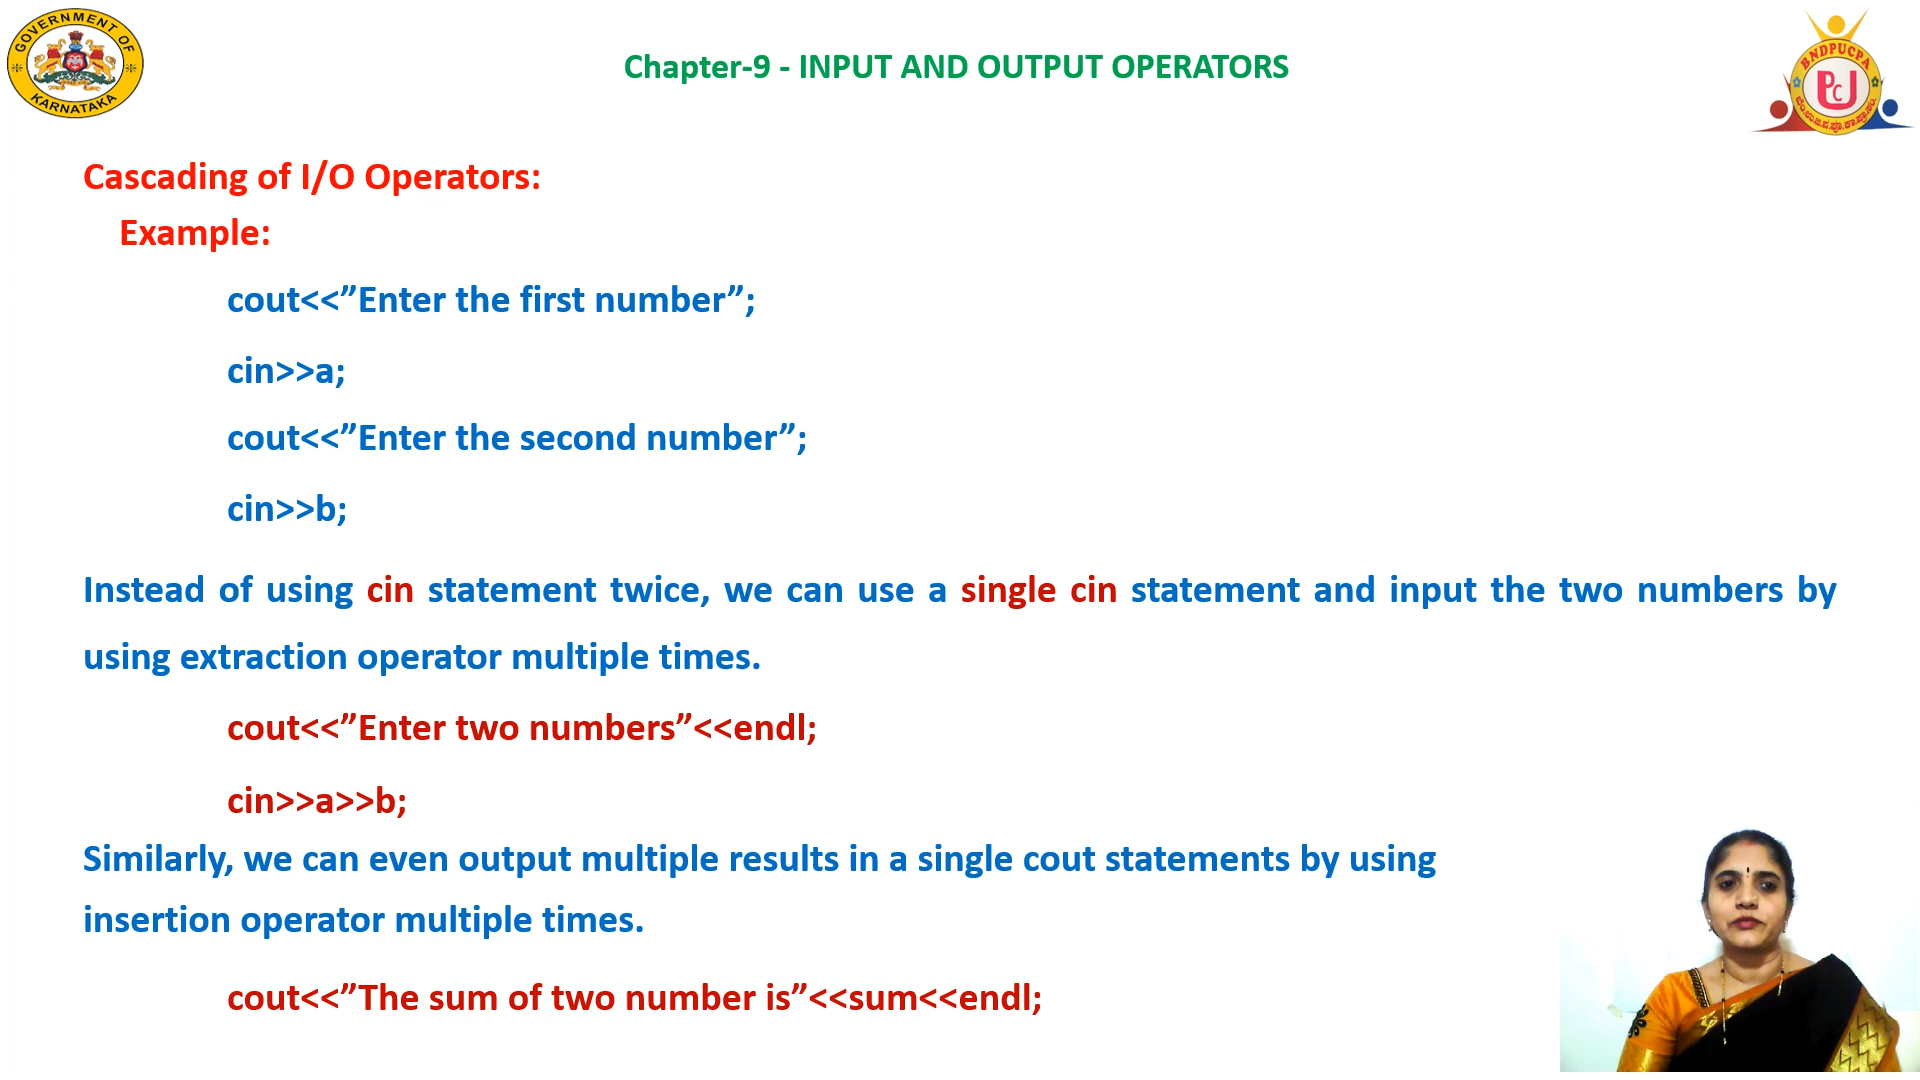 GOVERNMENT OF
KARNATAKA
Chapter-9 - INPUT AND OUTPUT OPERATORS
BNDPUCPA
PUC
Cascading of I/O Operators:
Example:
cout<<”Enter the first number”;
cin>>a;
cout<<”Enter the second number”;
cin>>b;
Instead of using cin statement twice, we can use a single cin statement and input the two numbers by
using extraction operator multiple times.
cout<<”Enter two numbers”<<endl;
cin>>a>>b;
Similarly, we can even output multiple results in a single cout statements by using
insertion operator multiple times.
cout<<”The sum of two number is”<<sum<<endl;